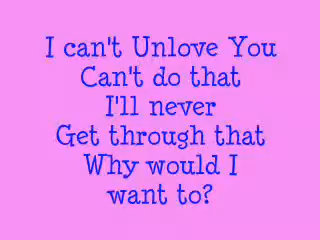 I can't Unlove You
Can't do that
I'll never
Get through that
Why would I
want to?